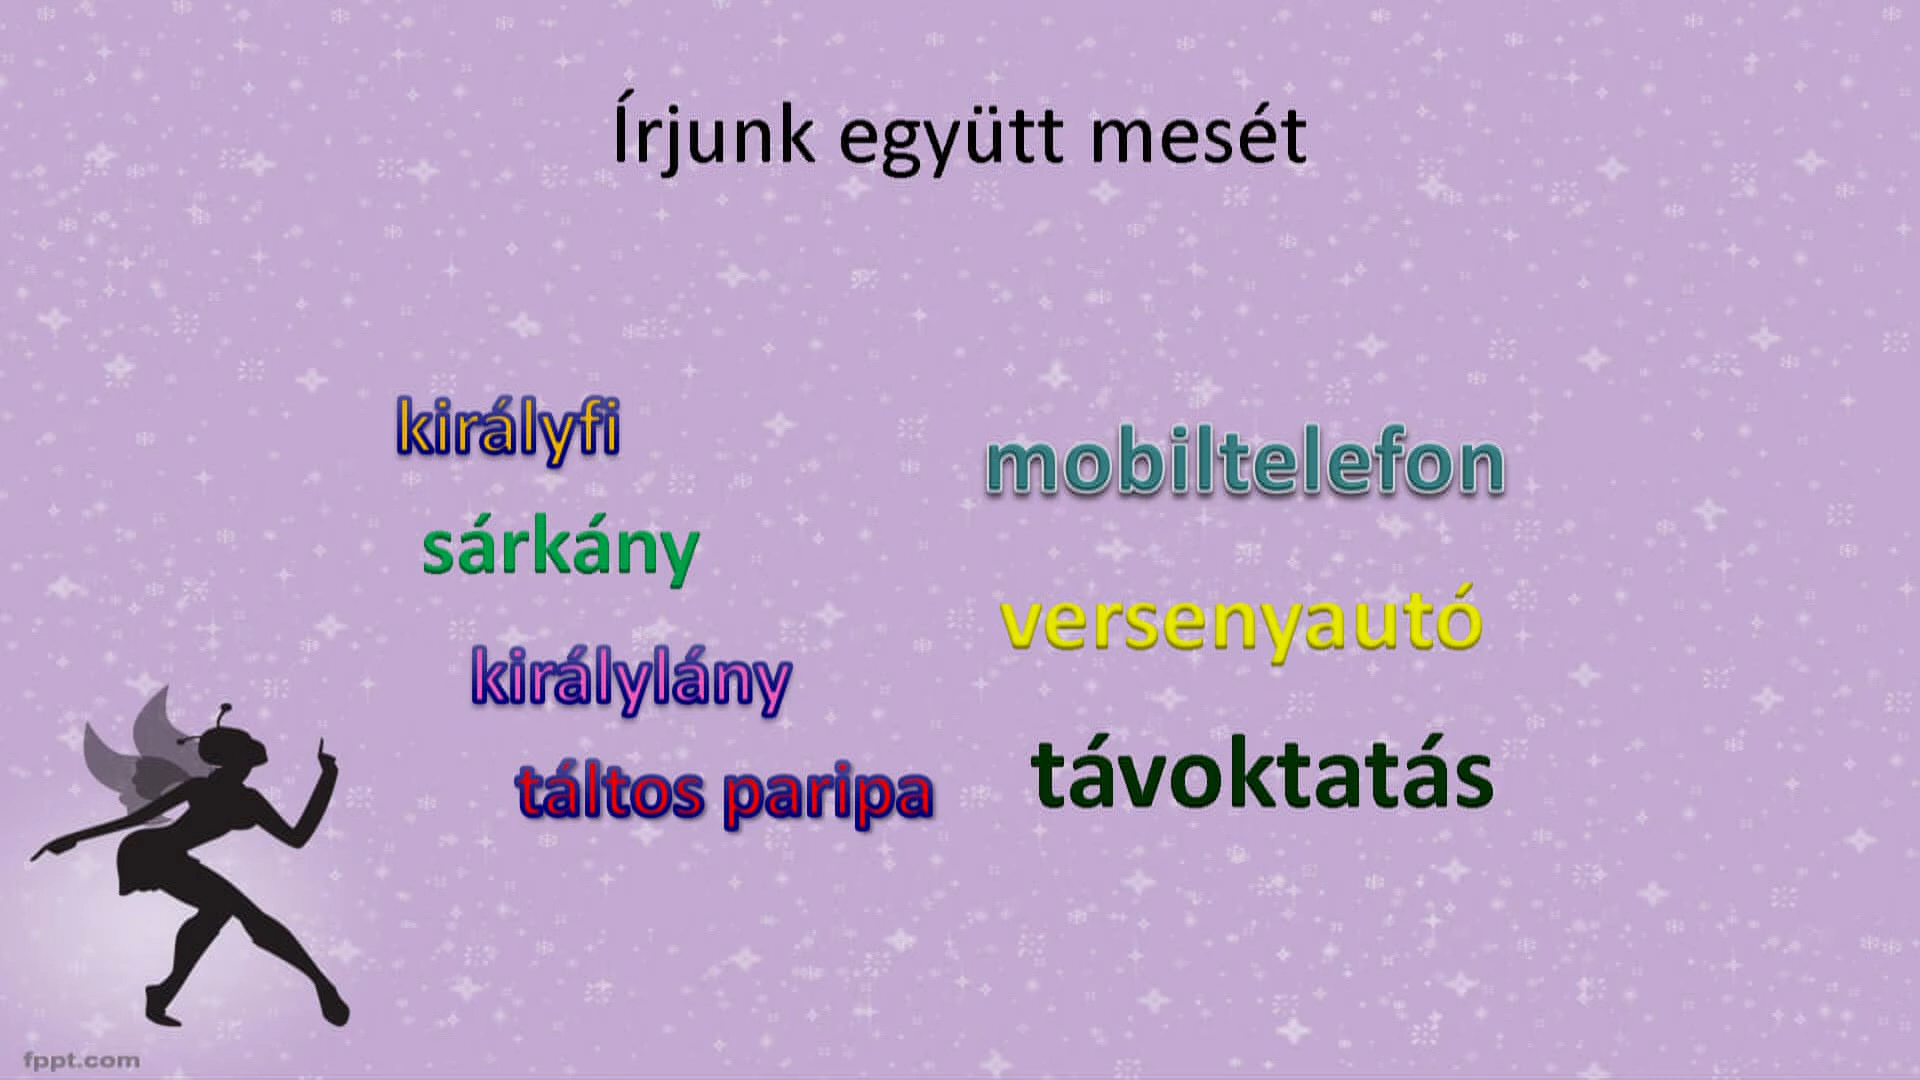 Írjunk együtt mesét
királyfi
sárkány
királylány
táltos paripa
mobiltelefon
versenyautó
távoktatás
fppt.com